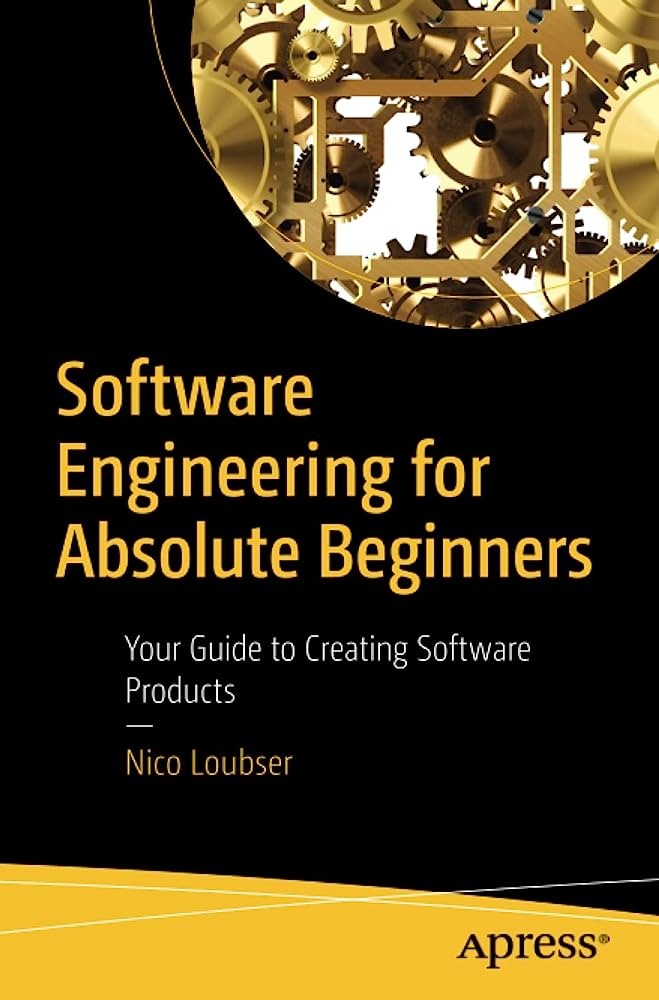 Software
Engineering for
Absolute Beginners
Your Guide to Creating Software
Products
Nico Loubser
Apress®